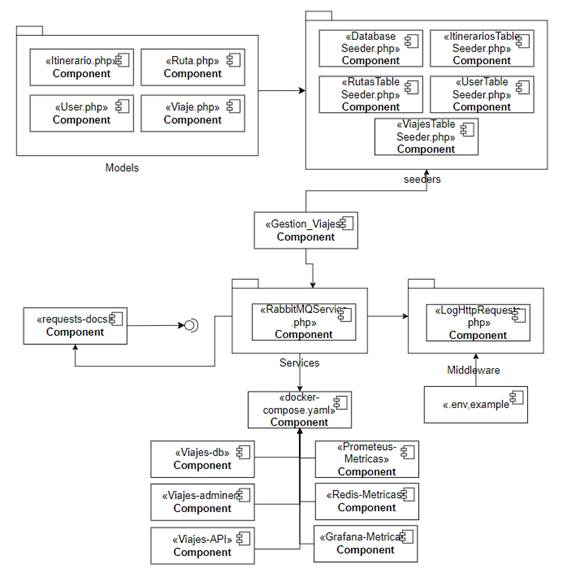 «Itinerario.php»
Component
«Ruta.php»
Component
«User.php»
Component
«Viaje.php»
Component
Models
«Database
Seeder.php»
Component
«ItinerariosTable
Seeder.php»
Component
«RutasTable
Seeder.php»
Component
«UserTable
Seeder.php»
Component
«ViajesTable
Seeder.php»
Component
seeders
«Gestion_Viajes»
Component
«requests-docs»
Component
«RabbitMQService
.php»
Component
Services
«LogHttpRequests
.php»
Component
Middleware
«docker-
compose.yaml»
Component
«.env,example
«Viajes-db»
Component
«Prometeus-
Metricas»
Component
«Viajes-adminer
Component
«Redis-Metricas
Component
«Viajes-API»
Component
«Grafana-Metrica
Component